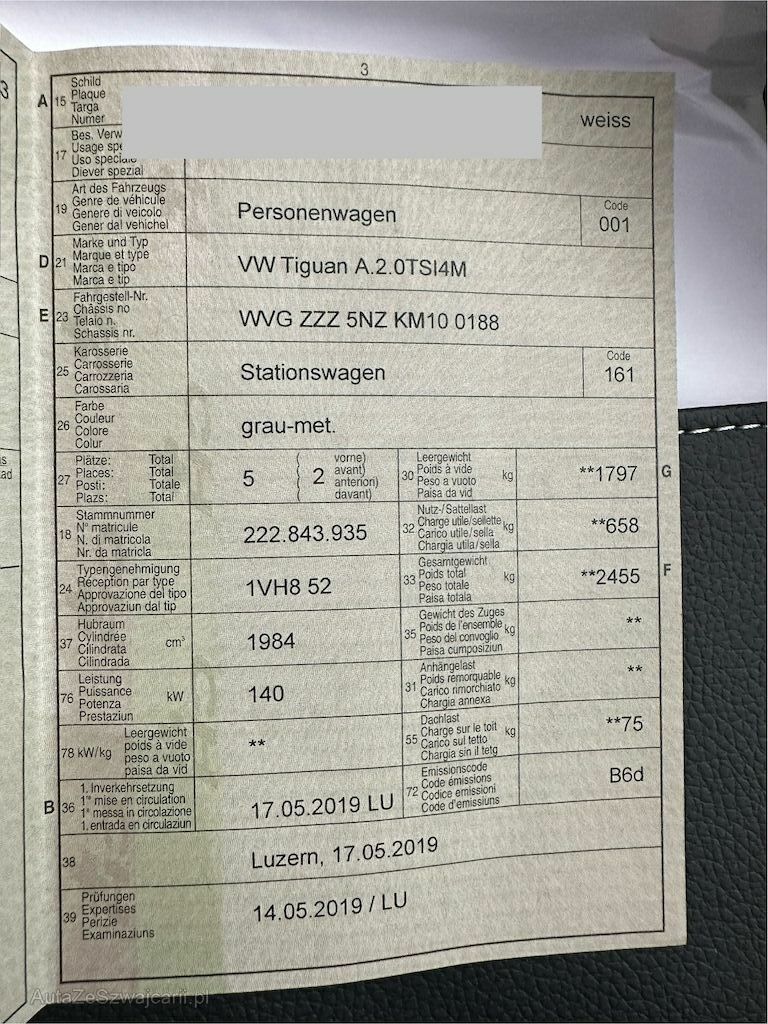 3
A 15 Schild
Plaque
Targa
Numer
weiss
17 Bes. Verw
Usage spe
Uso speciale
Diever spezial
19 Art des Fahrzeugs
Genre de véhicule
Genere di veicolo
Gener dal vehichel
Personenwagen
Code
001
D 21 Marke und Typ
Marque et type
Marca e tipo
Marca e tip
VW Tiguan A.2.0TSI4M
E 23 Fahrgestell-Nr.
Châssis no
Telaio n.
Schassis nr.
WVG ZZZ 5NZ KM10 0188
25 Karosserie
Carrosserie
Carrozzeria
Carossaria
Stationswagen
Code
161
26 Farbe
Couleur
Colore
Colur
grau-met.
27 Plätze: Total
Places: Total
Posti: Totale
Plazs: Total
5 ( 2 vorne)
avant)
anteriori)
( davant)
30 Leergewicht
Poids à vide
Peso a vuoto
Paisa da vid
kg
**1797 G
18 Stammnummer
N° matricule
N. di matricola
Nr. da matricla
222.843.935
32 Nutz-/Sattellast
Charge utile/sellette
Carico utile/sella
Chargia utila/sella
kg
**658
24 Typengenehmigung
Réception par type
Approvazione del tipo
Approvaziun dal tip
1VH8 52
33 Gesamtgewicht
Poids total
Peso totale
Paisa totala
kg
**2455 F
37 Hubraum
Cylindrée
Cilindrata
Cilindrada
cm³
1984
35 Gewicht des Zuges
Poids de l'ensemble
Peso del convoglio
Paisa cumposiziun
kg
**
76 Leistung
Puissance
Potenza
Prestaziun
kW
140
31 Anhängelast
Poids remorquable
Carico rimorchiato
Chargia annexa
kg
**
78 kW/kg Leergewicht
poids à vide
peso a vuoto
paisa da vid
**
55 Dachlast
Charge sur le toit
Carico sul tetto
Chargia sin il tetg
kg
**75
B 36 1. Inverkehrsetzung
1re mise en circulation
1a messa in circolazione
1. entrada en circulaziun
17.05.2019 LU
72 Emissionscode
Code émissions
Codice emissioni
Code d'emissiuns
B6d
38
Luzern, 17.05.2019
39 Prüfungen
Expertises
Perizie
Examinaziuns
14.05.2019 / LU
AutaZeSzwajcarii.pl